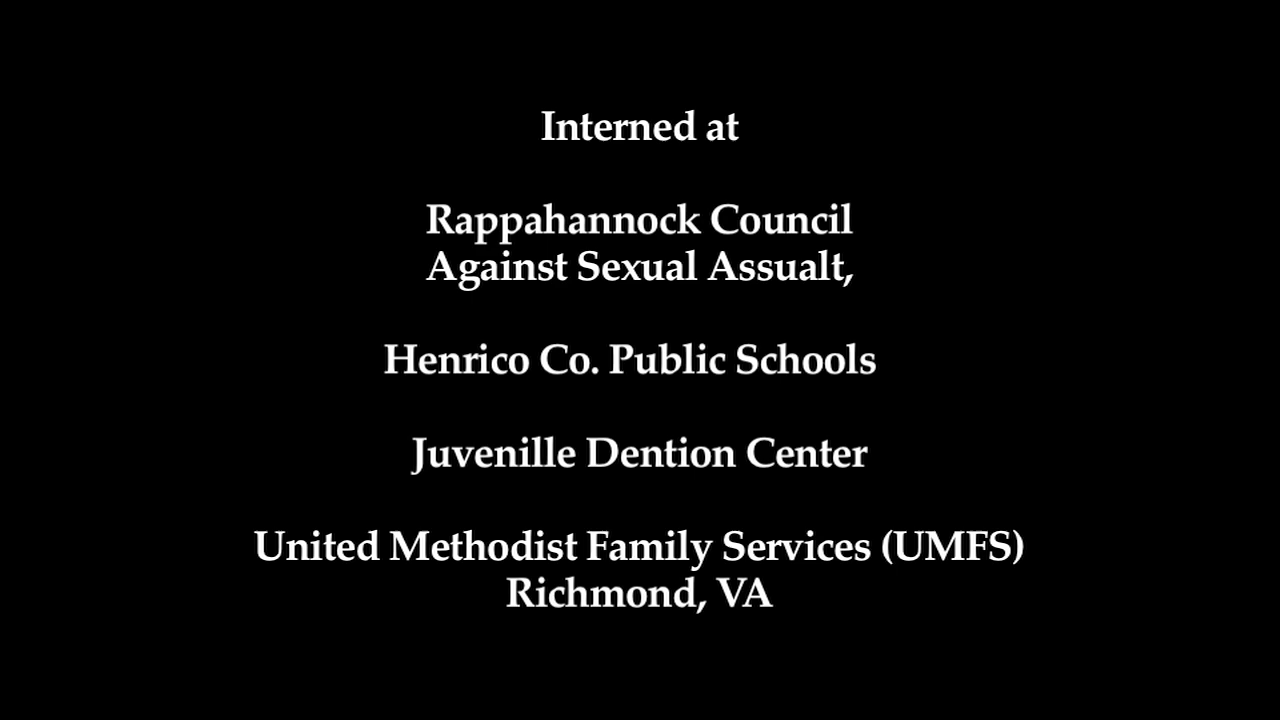 Interned at
Rappahannock Council
Against Sexual Assualt,
Henrico Co. Public Schools
Juvenille Dention Center
United Methodist Family Services (UMFS)
Richmond, VA